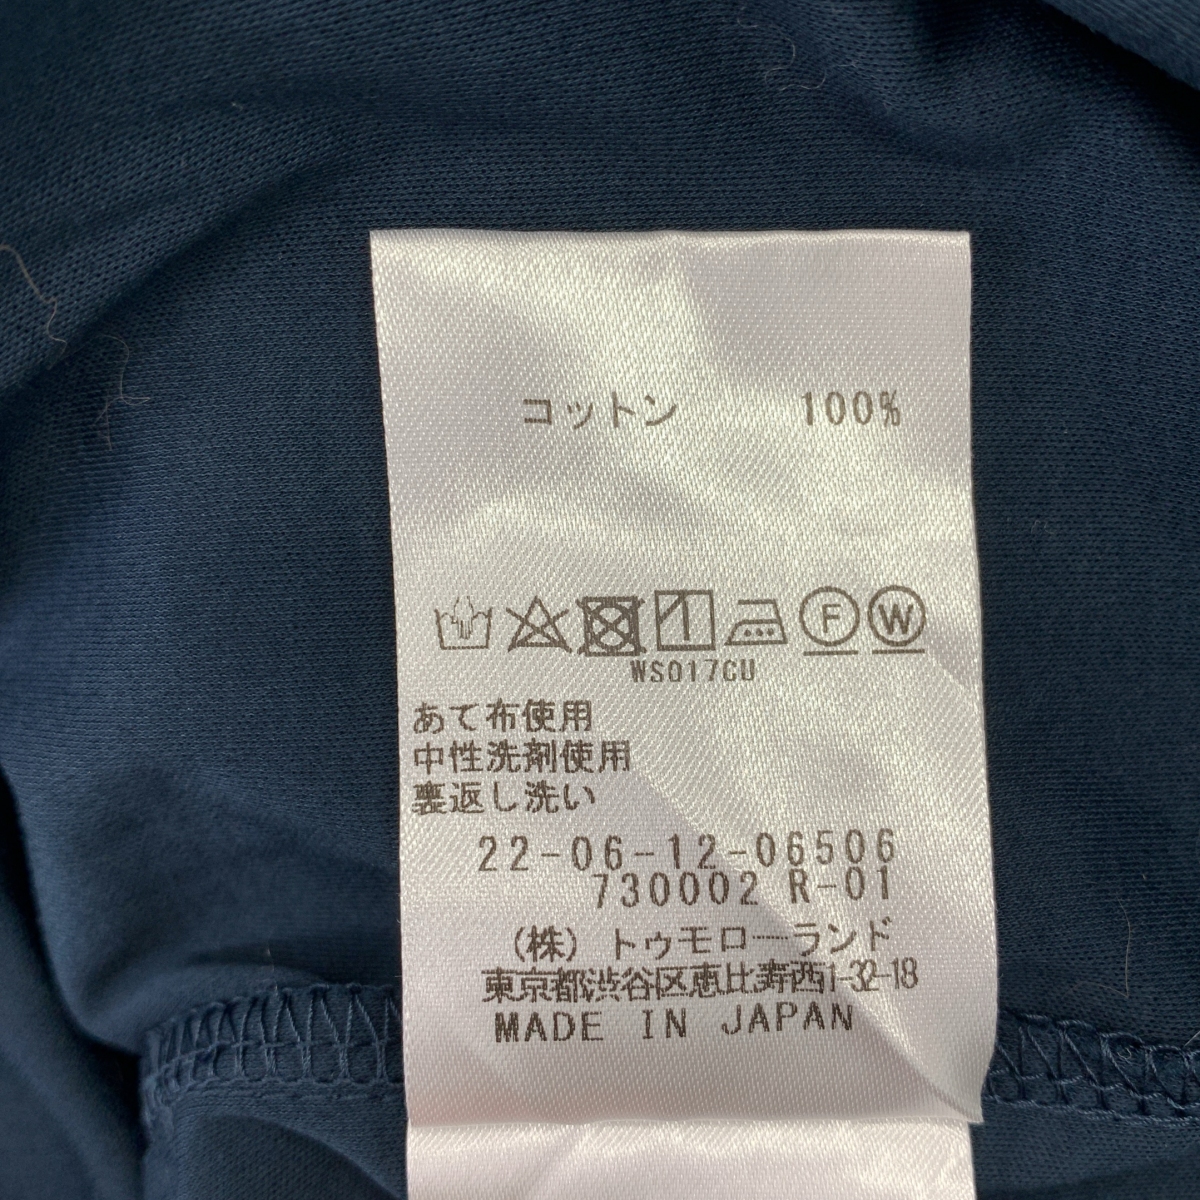 コットン 100%
F W
WS017CU
あて布使用
中性洗剤使用
裏返し洗い
22-06-12-06506
730002 R-01
(株)トゥモローランド
東京都渋谷区恵比寿西1-32-18
MADE IN JAPAN